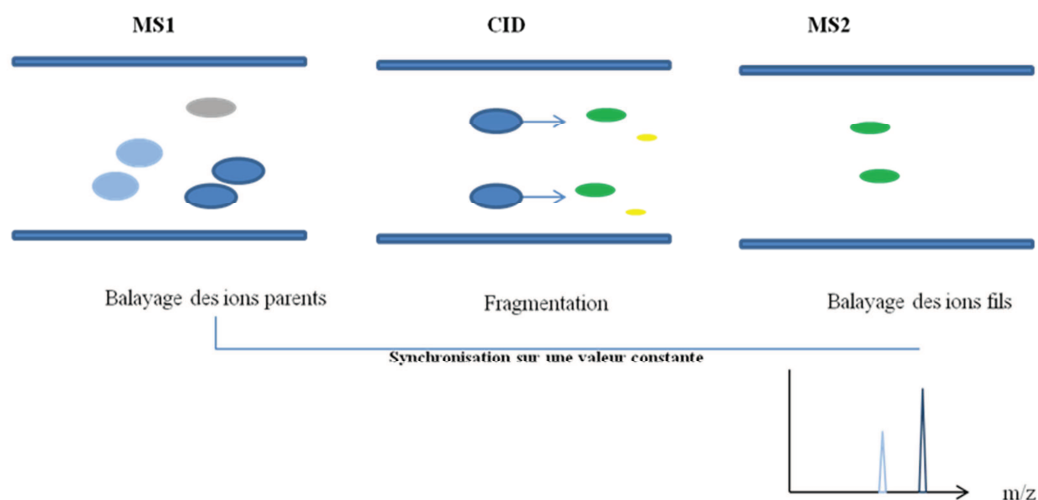 MS1
CID
MS2
Balayage des ions parents
Fragmentation
Balayage des ions fils
Synchronisation sur une valeur constante
m/z